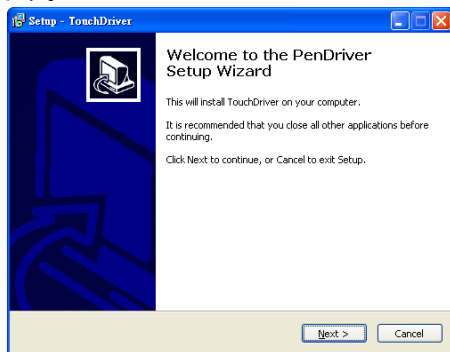 Setup - TouchDriver
Welcome to the PenDriver
Setup Wizard
This will install TouchDriver on your computer.
It is recommended that you close all other applications before
continuing.
Click Next to continue, or Cancel to exit Setup.
Next >
Cancel